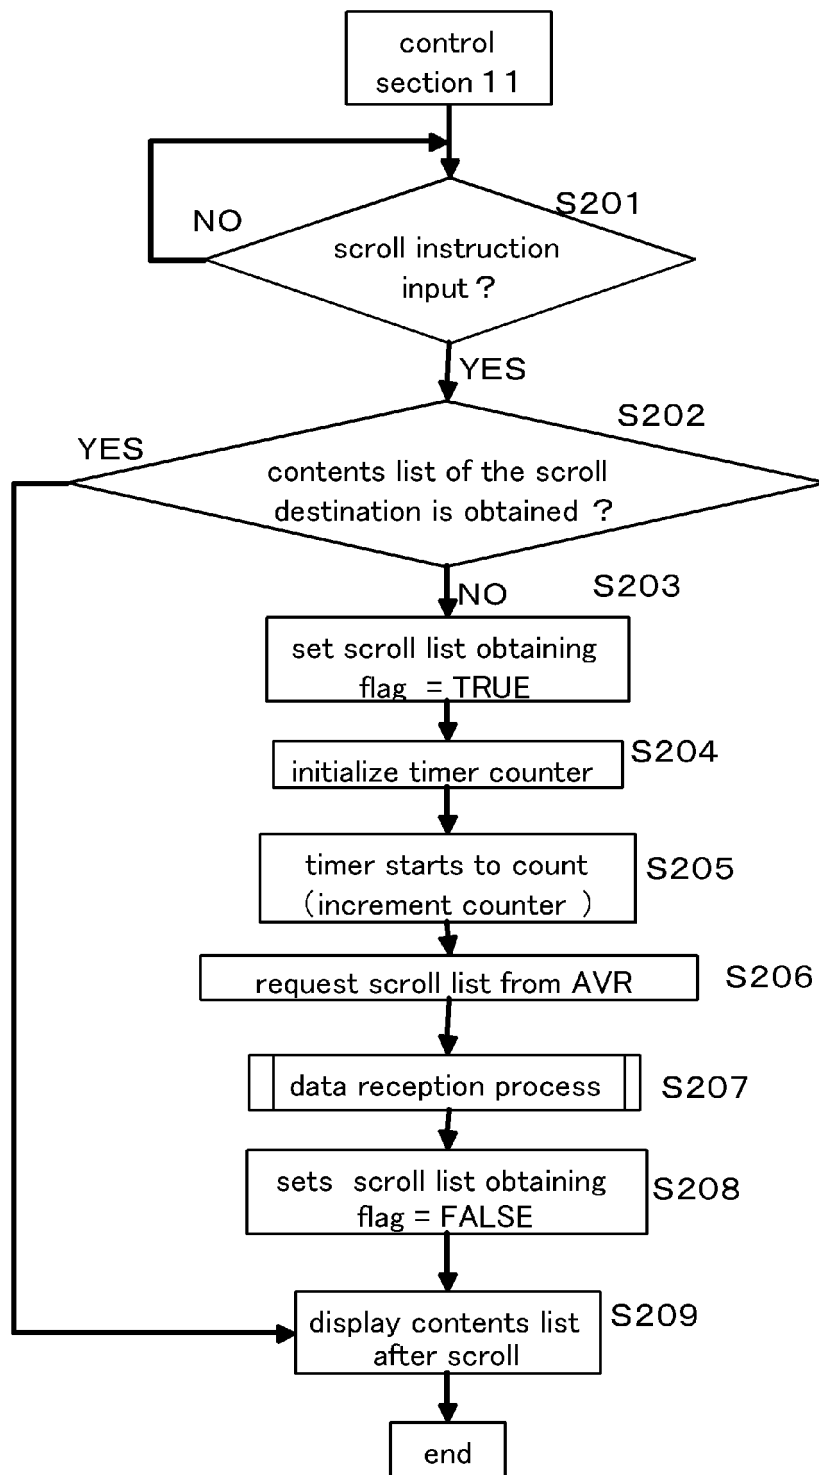 control
section 11
S201
NO
scroll instruction
input ?
YES
S202
YES
contents list of the scroll
destination is obtained ?
NO
S203
set scroll list obtaining
flag = TRUE
S204
initialize timer counter
timer starts to count
S205
(increment counter )
request scroll list from AVR
S206
data reception process
S207
sets scroll list obtaining
S208
flag = FALSE
display contents list
S209
after scroll
end